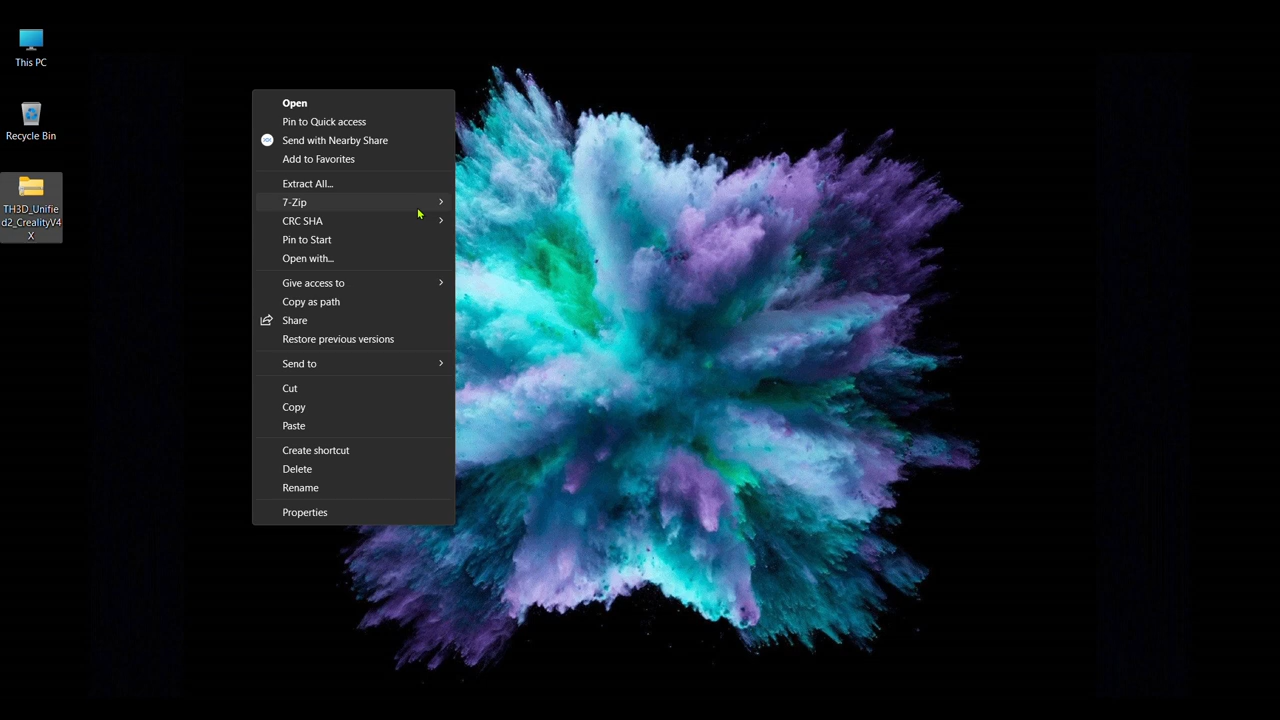 This PC
Recycle Bin
TH3D_Unifie
d2_CrealityV4
X
Open
Pin to Quick access
Send with Nearby Share
Add to Favorites
Extract All...
7-Zip
CRC SHA
Pin to Start
Open with...
Give access to
Copy as path
Share
Restore previous versions
Send to
Cut
Copy
Paste
Create shortcut
Delete
Rename
Properties